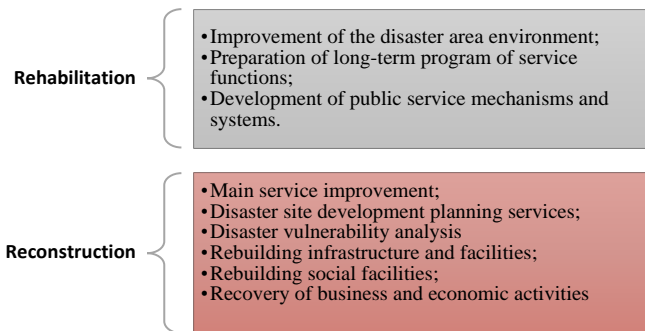 Rehabilitation
•Improvement of the disaster area environment;
•Preparation of long-term program of service
functions;
•Development of public service mechanisms and
systems.
Reconstruction
•Main service improvement;
•Disaster site development planning services;
•Disaster vulnerability analysis
•Rebuilding infrastructure and facilities;
•Rebuilding social facilities;
•Recovery of business and economic activities